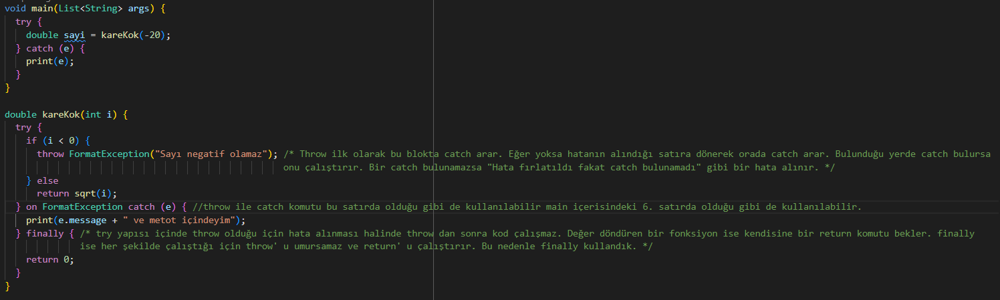 void main(List<String> args) {
  try {
    double sayi = kareKok(-20);
  } catch (e) {
    print(e);
  }
}

double kareKok(int i) {
  try {
    if (i < 0) {
      throw FormatException("Sayı negatif olamaz"); /* Throw ilk olarak bu blokta catch arar. Eğer yoksa hatanın alındığı satıra dönerek orada catch arar. Bulunduğu yerde catch bulursa
                                                    onu çalıştırır. Bir catch bulunamazsa "Hata fırlatıldı fakat catch bulunamadı" gibi bir hata alınır. */
    } else
      return sqrt(i);
  } on FormatException catch (e) { //throw ile catch komutu bu satırda olduğu gibi de kullanılabilir main içerisindeki 6. satırda olduğu gibi de kullanılabilir.
    print(e.message + " ve metot içindeyim");
  } finally { /* try yapısı içinde throw olduğu için hata alınması halinde throw dan sonra kod çalışmaz. Değer döndüren bir fonksiyon ise kendisine bir return komutu bekler. finally
              ise her şekilde çalıştığı için throw' u umursamaz ve return' u çalıştırır. Bu nedenle finally kullandık. */
    return 0;
  }
}